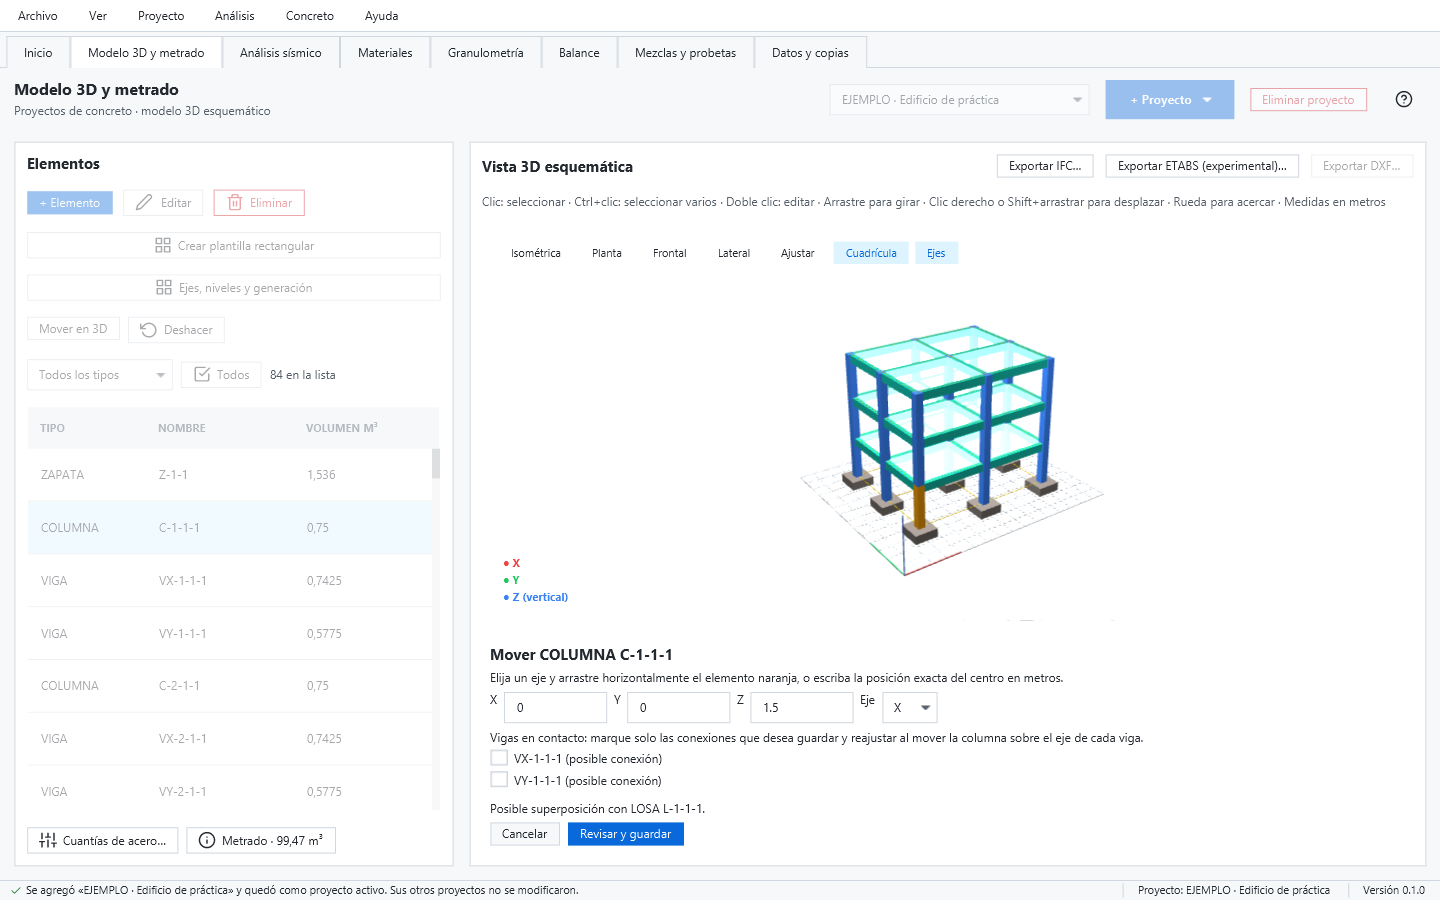 Archivo Ver Proyecto Análisis Concreto Ayuda
Inicio Modelo 3D y metrado Análisis sísmico Materiales Granulometría Balance Mezclas y probetas Datos y copias
Modelo 3D y metrado
Proyectos de concreto · modelo 3D esquemático
EJEMPLO · Edificio de práctica
+ Proyecto
Eliminar proyecto
Elementos
+ Elemento Editar Eliminar
Crear plantilla rectangular
Ejes, niveles y generación
Mover en 3D Deshacer
Todos los tipos Todos 84 en la lista
TIPO NOMBRE VOLUMEN M³
ZAPATA Z-1-1 1,536
COLUMNA C-1-1-1 0,75
VIGA VX-1-1-1 0,7425
VIGA VY-1-1-1 0,5775
COLUMNA C-2-1-1 0,75
VIGA VX-2-1-1 0,7425
VIGA VY-2-1-1 0,5775
Cuantías de acero... Metrado · 99,47 m³
Vista 3D esquemática
Exportar IFC... Exportar ETABS (experimental)... Exportar DXF...
Clic: seleccionar · Ctrl+clic: seleccionar varios · Doble clic: editar · Arrastre para girar · Clic derecho o Shift+arrastrar para desplazar · Rueda para acercar · Medidas en metros
Isométrica Planta Frontal Lateral Ajustar Cuadrícula Ejes
• X
• Y
• Z (vertical)
Mover COLUMNA C-1-1-1
Elija un eje y arrastre horizontalmente el elemento naranja, o escriba la posición exacta del centro en metros.
X 0 Y 0 Z 1.5 Eje X
Vigas en contacto: marque solo las conexiones que desea guardar y reajustar al mover la columna sobre el eje de cada viga.
VX-1-1-1 (posible conexión)
VY-1-1-1 (posible conexión)
Posible superposición con LOSA L-1-1-1.
Cancelar Revisar y guardar
Se agregó «EJEMPLO · Edificio de práctica» y quedó como proyecto activo. Sus otros proyectos no se modificaron.
Proyecto: EJEMPLO · Edificio de práctica
Versión 0.1.0